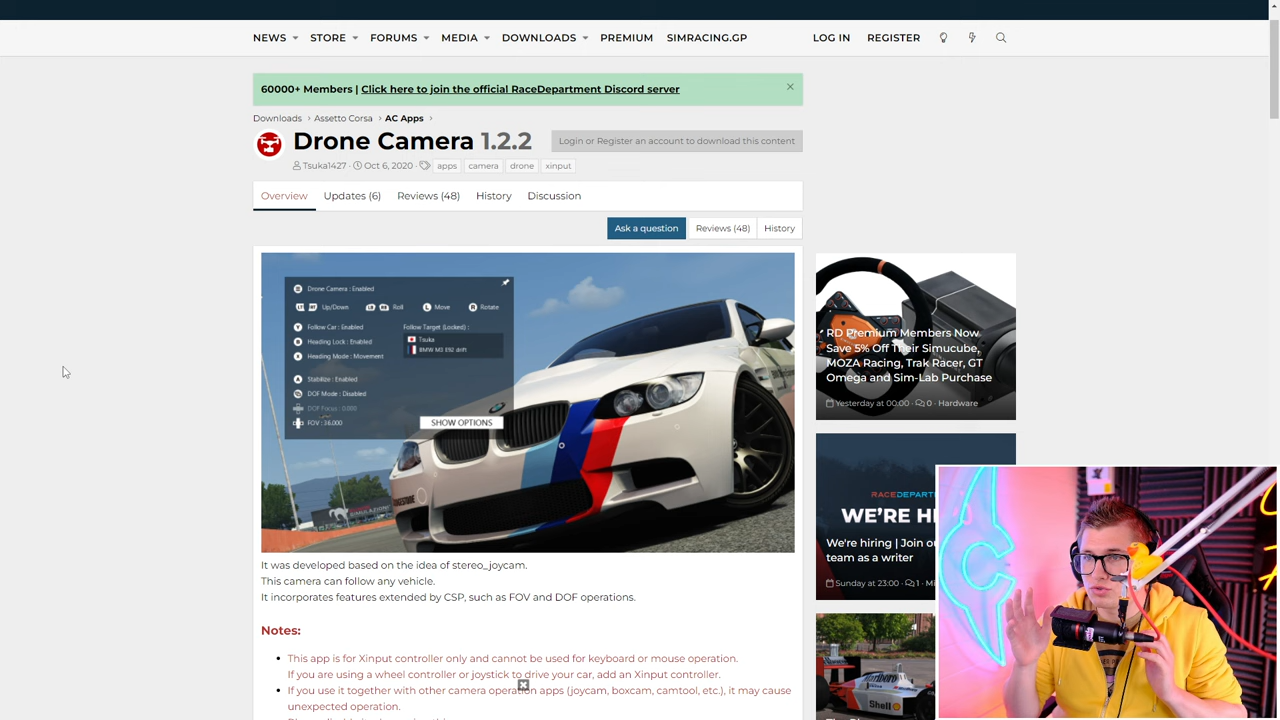 NEWS STORE FORUMS MEDIA DOWNLOADS PREMIUM SIMRACING.GP LOG IN REGISTER
60000+ Members | Click here to join the official RaceDepartment Discord server
Downloads > Assetto Corsa > AC Apps >
Drone Camera 1.2.2
Login or Register an account to download this content
Tsuka1427 Oct 6, 2020 apps camera drone xinput
Overview Updates (6) Reviews (48) History Discussion
Ask a question Reviews (48) History
Drone Camera : Enabled
Up/Down Roll L Move R Rotate
Y Follow Car : Enabled
Follow Target (Locked) :
Heading Lock : Enabled
Tsuka
BMW M3 E92 drift
Heading Mode : Movement
A Stabilize : Enabled
DOF Mode : Disabled
DOF Focus : 0.000
FOV : 36.000
SHOW OPTIONS
It was developed based on the idea of stereo_joycam.
This camera can follow any vehicle.
It incorporates features extended by CSP, such as FOV and DOF operations.
Notes:
• This app is for Xinput controller only and cannot be used for keyboard or mouse operation.
If you are using a wheel controller or joystick to drive your car, add an Xinput controller.
• If you use it together with other camera operation apps (joycam, boxcam, camtool, etc.), it may cause
unexpected operation.
RD Premium Members Now
Save 5% Off Their Simucube,
MOZA Racing, Trak Racer, GT
Omega and Sim-Lab Purchase
Yesterday at 00:00 · 0 · Hardware
RACEDEPART
WE'RE H
We're hiring | Join ou
team as a writer
Sunday at 23:00 · 1 · Mi
Shell